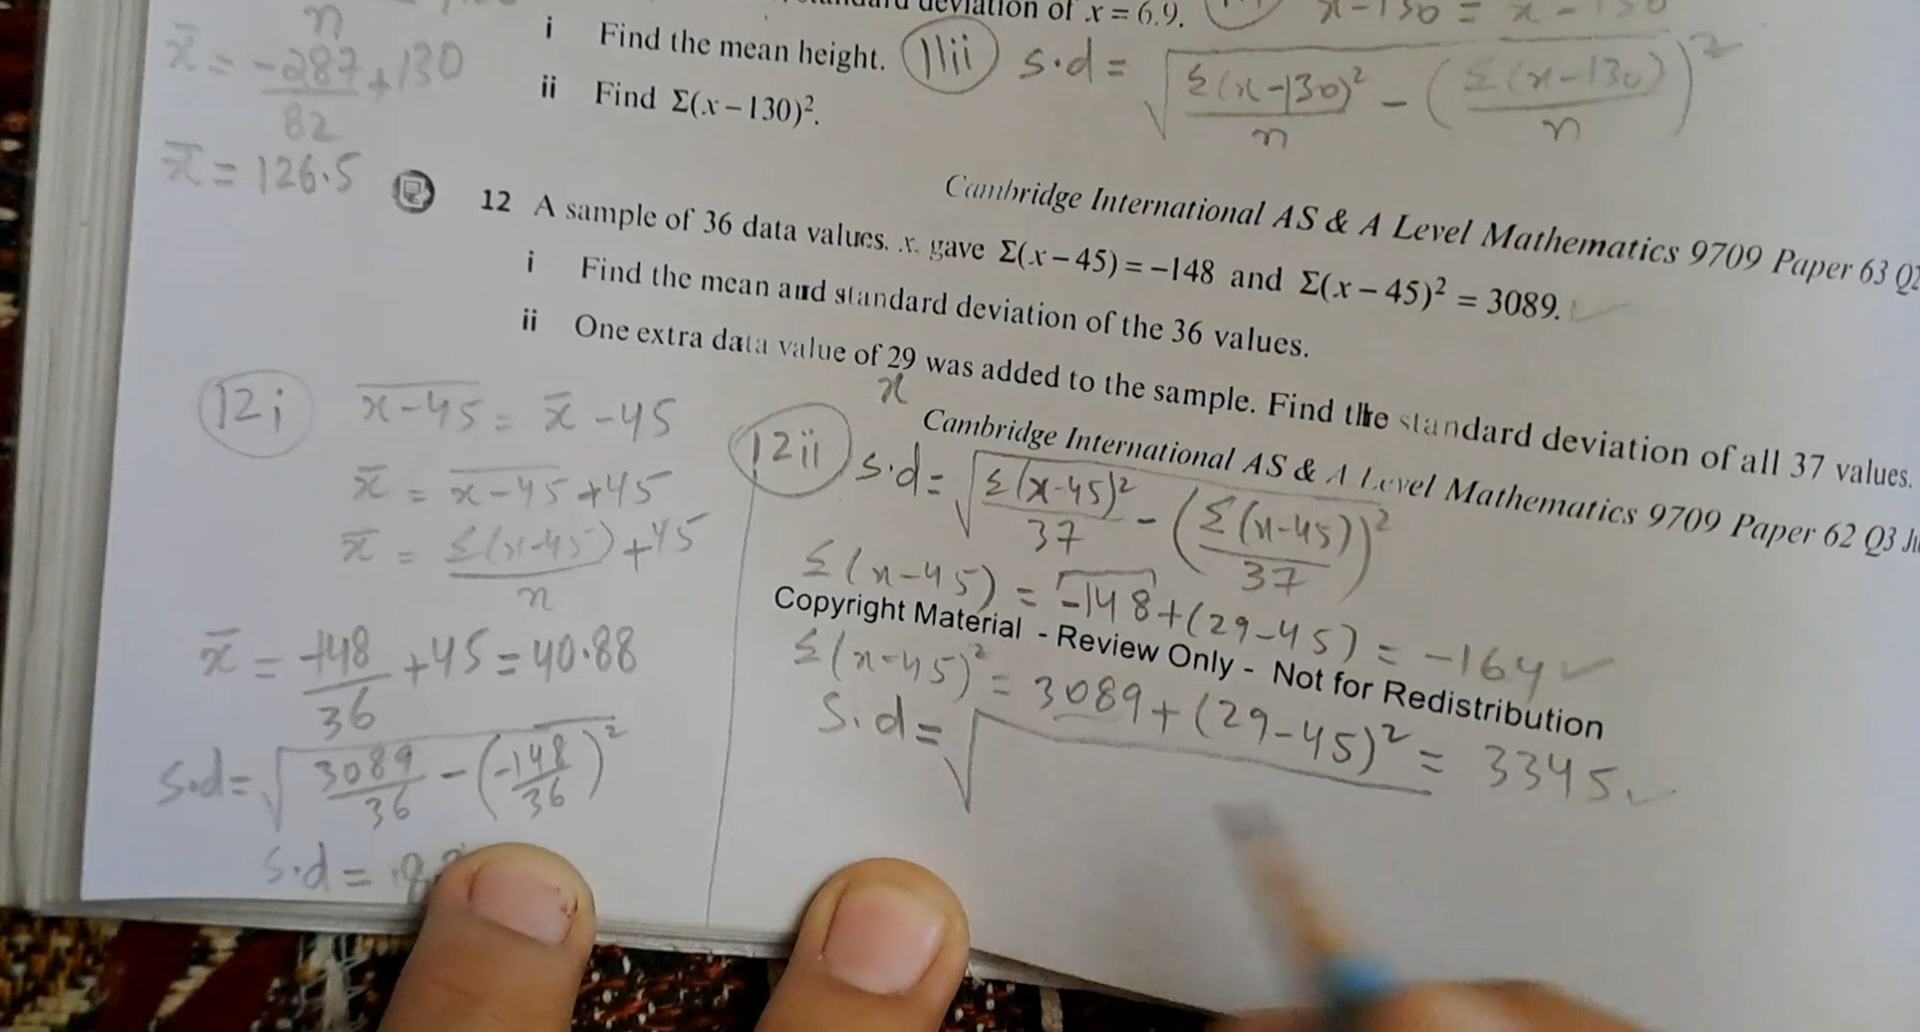 deviation of x = 6.9.
x-130 = x - 130
n
i Find the mean height.
11ii s.d = √Σ(x-130)²/n - (Σ(x-130)/n)²
x̄ = -287/82 + 130
ii Find Σ(x – 130)².
x̄ = 126.5
Cambridge International AS & A Level Mathematics 9709 Paper 63 Q2
12 A sample of 36 data values, x, gave Σ(x – 45) = –148 and Σ(x – 45)² = 3089.
i Find the mean and standard deviation of the 36 values.
ii One extra data value of 29 was added to the sample. Find the standard deviation of all 37 values.
x
Cambridge International AS & A Level Mathematics 9709 Paper 62 Q3
12i x-45 = x̄ - 45
x̄ = x-45 + 45
x̄ = Σ(x-45)/n + 45
x̄ = -148/36 + 45 = 40.88
s.d = √3089/36 - (-148/36)²
s.d =
12ii s.d = √Σ(x-45)²/37 - (Σ(x-45)/37)²
Σ(x-45) = -148 + (29-45) = -164 ✓
Copyright Material - Review Only - Not for Redistribution
Σ(x-45)² = 3089 + (29-45)² = 3345 ✓
s.d = √